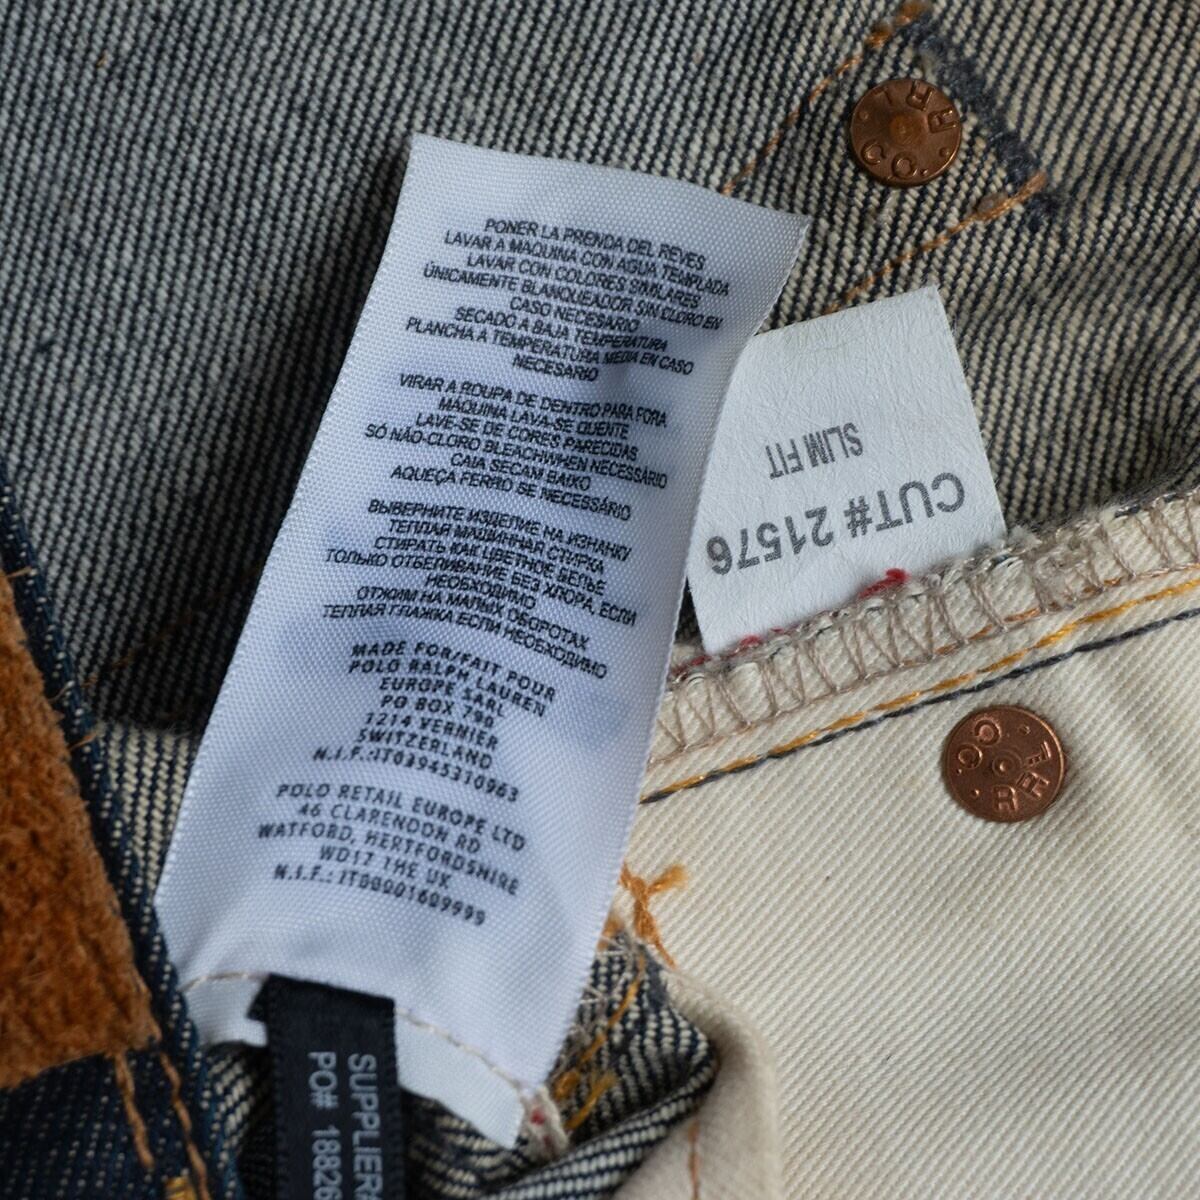 PONER LA PRENDA DEL REVES
LAVAR A MAQUINA CON AGUA TEMPLADA
LAVAR CON COLORES SIMILARES
ÚNICAMENTE BLANQUEADOR SIN CLORO EN
CASO NECESARIO
SECADO A BAJA TEMPERATURA
PLANCHA A TEMPERATURA MEDIA EN CASO
NECESARIO
VIRAR A ROUPA DE DENTRO PARA FORA
MAQUINA LAVA-SE QUENTE
LAVE-SE DE CORES PARECIDAS
SÓ NÃO-CLORO BLEACHWHEN NECESSÁRIO
CAIA SECAM BAIXO
AQUEÇA FERRO SE NECESSÁRIO
ВЫВЕРНИТЕ ИЗДЕЛИЕ НА ИЗНАНКУ
ТЕПЛАЯ МАШИННАЯ СТИРКА
СТИРАТЬ КАК ЦВЕТНОЕ БЕЛЬЕ
ТОЛЬКО ОТБЕЛИВАНИЕ БЕЗ ХЛОРА, ЕСЛИ
НЕОБХОДИМО
ОТЖИМ НА МАЛЫХ ОБОРОТАХ
ТЕПЛАЯ ГЛАЖКА ЕСЛИ НЕОБХОДИМО
MADE FOR/FAIT POUR
POLO RALPH LAUREN
EUROPE SARL
PO BOX 790
1214 VERNIER
SWITZERLAND
N.I.F.:IT03945310963
POLO RETAIL EUROPE LTD
46 CLARENDON RD
WATFORD, HERTFORDSHIRE
WD17 1HE UK
N.I.F.: IT00001609999
CUT# 21576
SLIM FIT
RRL
CO.
RRL
CO.
SUPPLIER
PO# 1882